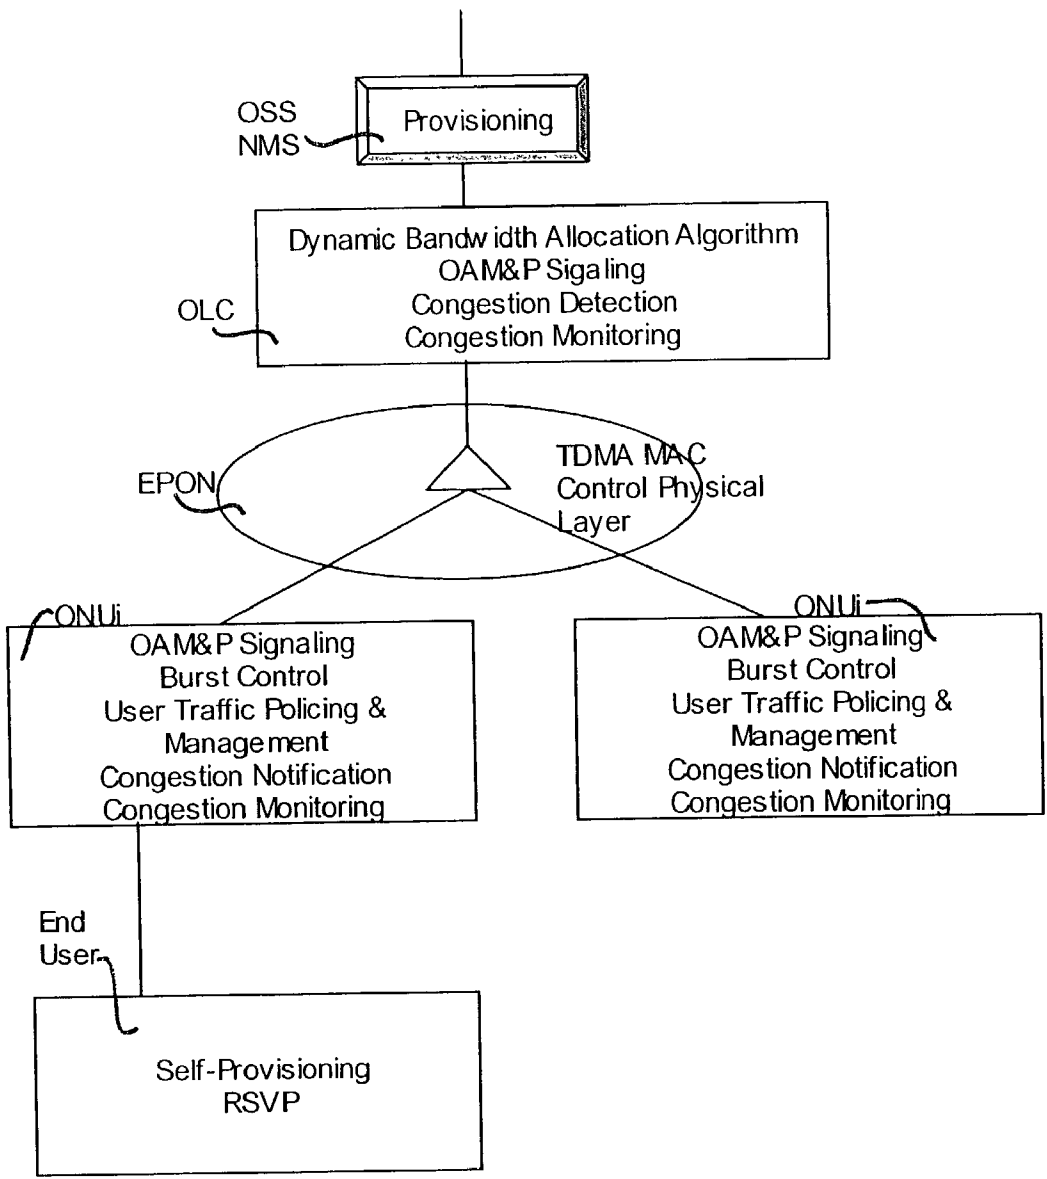 OSS
NMS
Provisioning
Dynamic Bandwidth Allocation Algorithm
OAM&P Sigaling
Congestion Detection
Congestion Monitoring
OLC
EPON
TDMA MAC
Control Physical
Layer
ONUi
OAM&P Signaling
Burst Control
User Traffic Policing &
Management
Congestion Notification
Congestion Monitoring
ONUi
OAM&P Signaling
Burst Control
User Traffic Policing &
Management
Congestion Notification
Congestion Monitoring
End
User
Self-Provisioning
RSVP